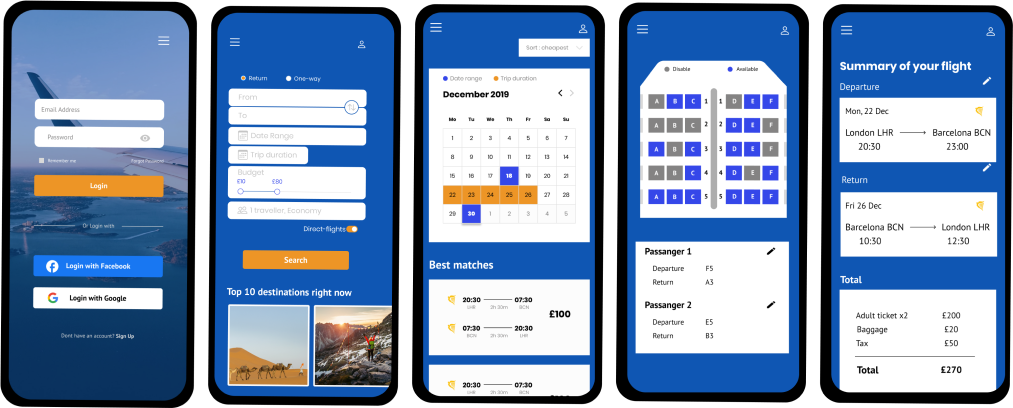 Email Address
Password
Remember me
Forgot Password
Login
Or Login with
Login with Facebook
Login with Google
Dont have an account? Sign Up
Return One-way
From
To
Date Range
Trip duration
Budget
£10 £80
1 traveller, Economy
Direct-flights
Search
Top 10 destinations right now
Sort : cheapest
Date range Trip duration
December 2019
Mo Tu We Th Fr Sa Su
1 2 3 4 5 6 7
8 9 10 11 12 13 14
15 16 17 18 19 20 21
22 23 24 25 26 27 28
29 30 1 2 3 4 5
Best matches
20:30 07:30
LHR 2h 30m BCN
£100
07:30 20:30
BCN 2h 30m LHR
20:30 07:30
LHR 2h 30m BCN
Disable Available
A B C 1 1 D E F
A B C 2 2 D E F
A B C 3 3 D E F
A B C 4 4 D E F
A B C 5 5 D E F
Passanger 1
Departure F5
Return A3
Passanger 2
Departure E5
Return B3
Summary of your flight
Departure
Mon, 22 Dec
London LHR Barcelona BCN
20:30 23:00
Return
Fri 26 Dec
Barcelona BCN London LHR
10:30 12:30
Total
Adult ticket x2 £200
Baggage £20
Tax £50
Total £270